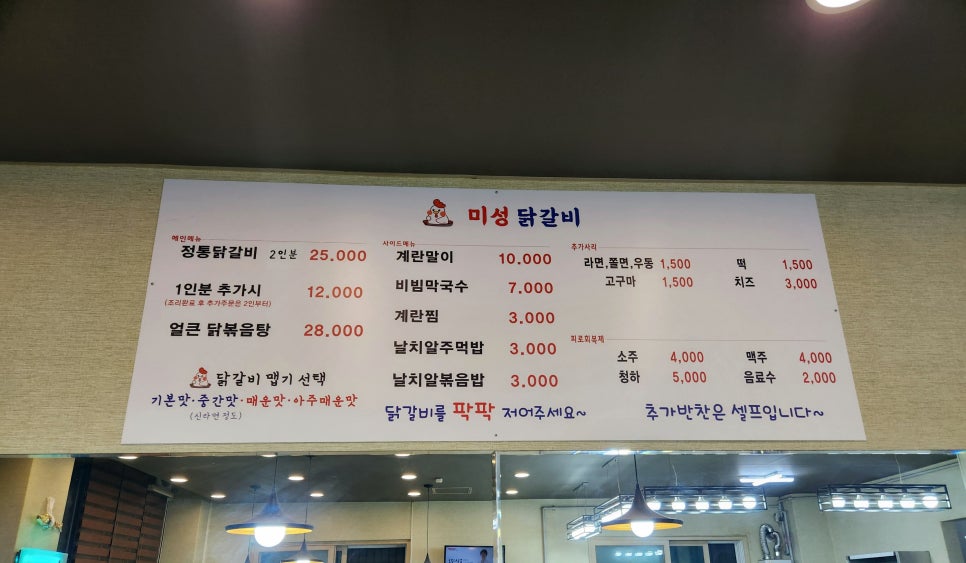 미성 닭갈비
메인메뉴
정통닭갈비 2인분 25.000
1인분 추가시 12.000
(조리완료 후 추가주문은 2인부터)
얼큰 닭볶음탕 28.000
닭갈비 맵기 선택
기본맛·중간맛·매운맛·아주매운맛
(신라면 정도)
사이드메뉴
계란말이 10.000
비빔막국수 7.000
계란찜 3.000
날치알주먹밥 3.000
날치알볶음밥 3.000
닭갈비를 팍팍 저어주세요~
추가사리
라면,쫄면,우동 1,500 떡 1,500
고구마 1,500 치즈 3,000
피로회복제
소주 4,000 맥주 4,000
청하 5,000 음료수 2,000
추가반찬은 셀프입니다~